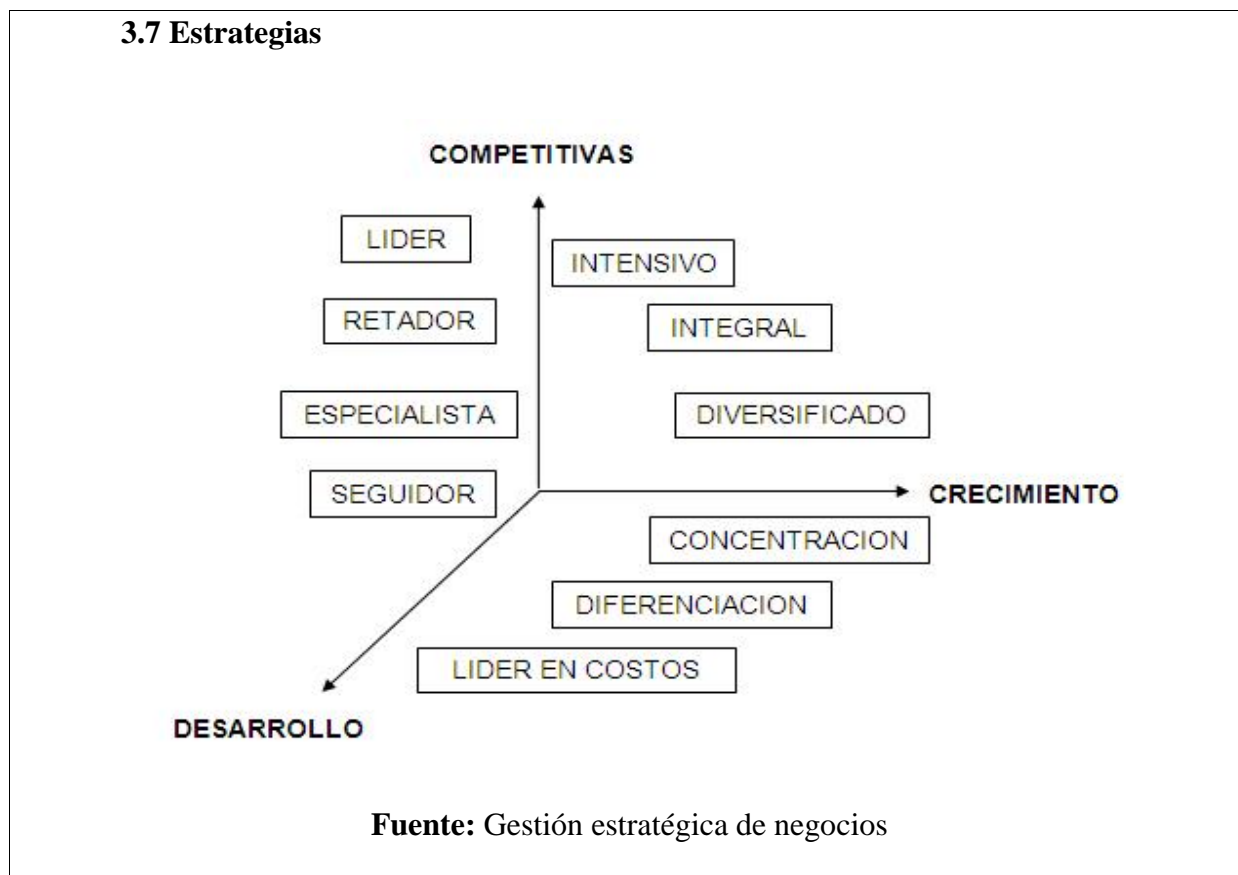 3.7 Estrategias
COMPETITIVAS
LIDER
INTENSIVO
RETADOR
INTEGRAL
ESPECIALISTA
DIVERSIFICADO
SEGUIDOR
CRECIMIENTO
CONCENTRACION
DIFERENCIACION
LIDER EN COSTOS
DESARROLLO
Fuente: Gestión estratégica de negocios